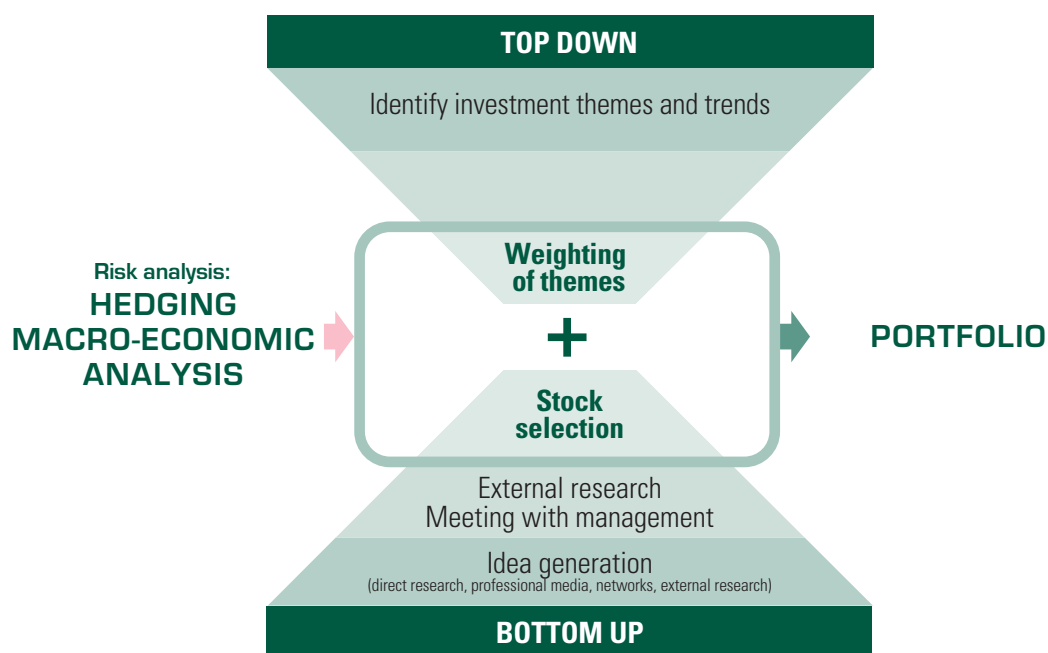 TOP DOWN
Identify investment themes and trends
Weighting
of themes
Risk analysis:
HEDGING
MACRO-ECONOMIC
ANALYSIS
+
PORTFOLIO
Stock
selection
External research
Meeting with management
Idea generation
(direct research, professional media, networks, external research)
BOTTOM UP